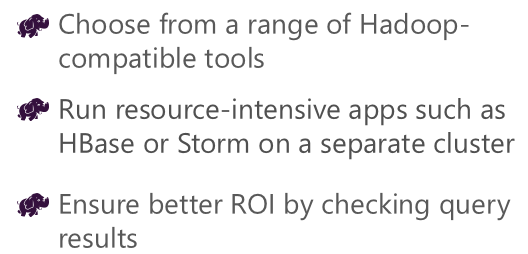 Choose from a range of Hadoop-
compatible tools
Run resource-intensive apps such as
HBase or Storm on a separate cluster
Ensure better ROI by checking query
results